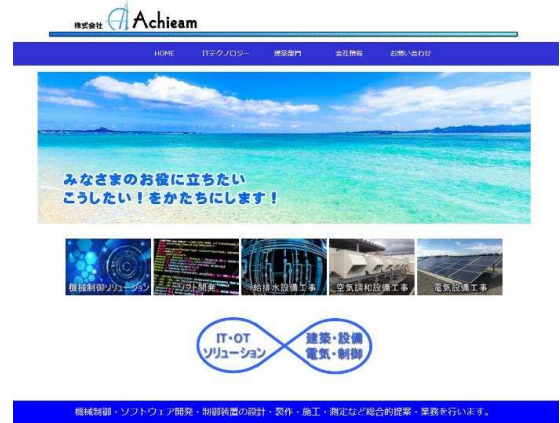 株式会社 Achieam
HOME ITテクノロジー 建築部門 会社情報 お問い合わせ
みなさまのお役に立ちたい
こうしたい！をかたちにします！
機械制御ソリューション ソフト開発 給排水設備工事 空気調和設備工事 電気設備工事
IT・OT
ソリューション
建築・設備
電気・制御
機械制御・ソフトウェア開発・制御装置の設計・製作・施工・測定など総合的提案・業務を行います。